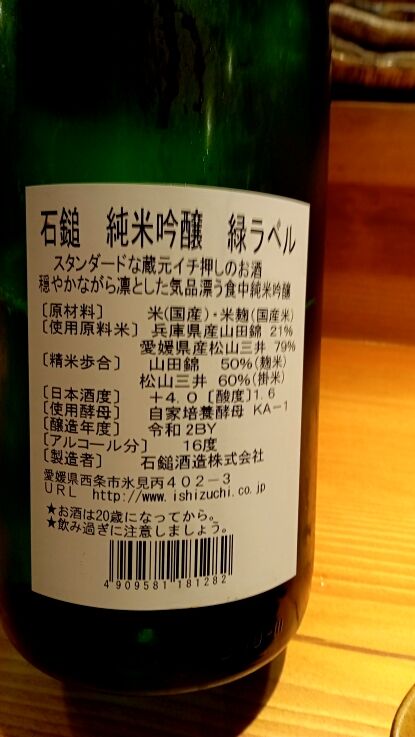 石鎚　純米吟醸　緑ラベル
スタンダードな蔵元イチ押しのお酒
穏やかながら凛とした気品漂う食中純米吟醸
［原材料］　米(国産)・米麹(国産米)
［使用原料米］　兵庫県産山田錦　21%
愛媛県産松山三井　79%
［精米歩合］　山田錦　50%(麹米)
松山三井　60%(掛米)
［日本酒度］　＋4.0　［酸度］1.6
［使用酵母］　自家培養酵母　KA-1
［醸造年度］　令和2BY
［アルコール分］　16度
［製造者］　石鎚酒造株式会社
愛媛県西条市氷見丙402-3
URL　http://www.ishizuchi.co.jp
★お酒は20歳になってから。
★飲み過ぎに注意しましょう。
4 909581 181282